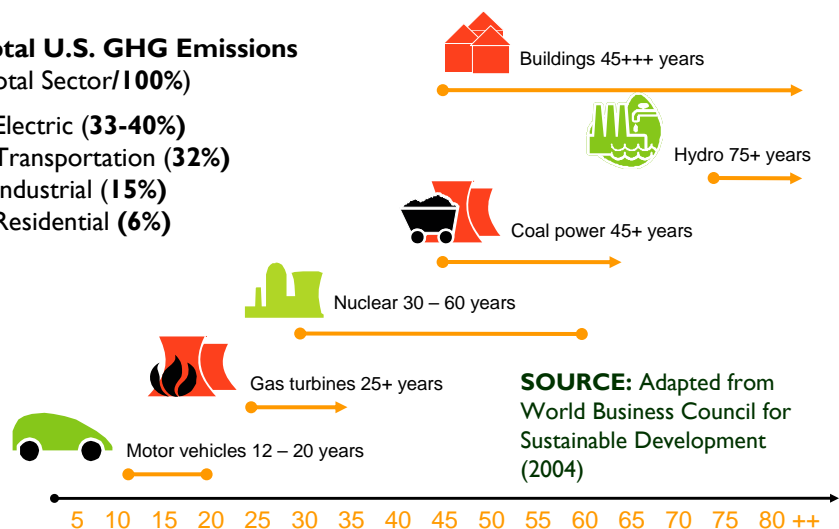 otal U.S. GHG Emissions
otal Sector/100%)
Electric (33-40%)
Transportation (32%)
ndustrial (15%)
Residential (6%)
Buildings 45+++ years
Hydro 75+ years
Coal power 45+ years
Nuclear 30 – 60 years
Gas turbines 25+ years
Motor vehicles 12 – 20 years
SOURCE: Adapted from
World Business Council for
Sustainable Development
(2004)
5 10 15 20 25 30 35 40 45 50 55 60 65 70 75 80 ++